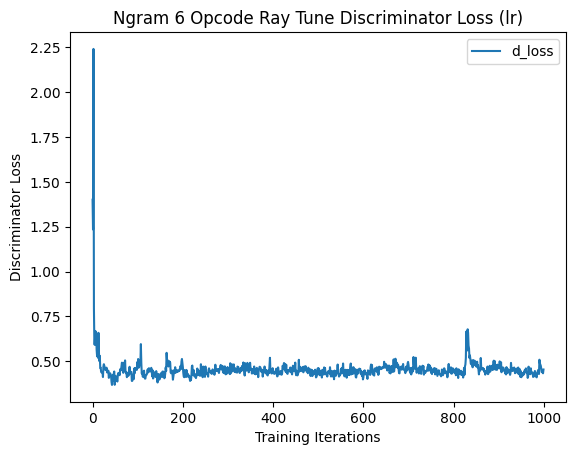 Ngram 6 Opcode Ray Tune Discriminator Loss (lr)
d_loss
2.25
2.00
1.75
1.50
1.25
1.00
0.75
0.50
Discriminator Loss
0 200 400 600 800 1000
Training Iterations